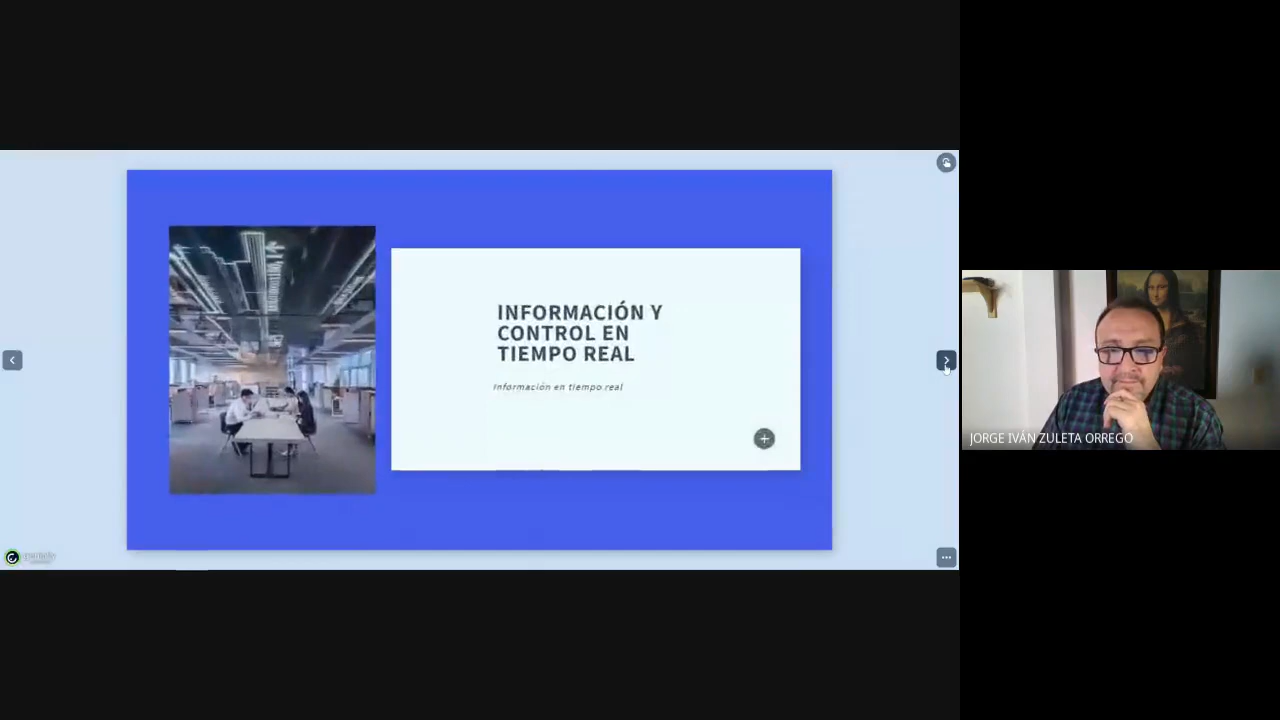 INFORMACIÓN Y
CONTROL EN
TIEMPO REAL
Información en tiempo real
JORGE IVÁN ZULETA ORREGO